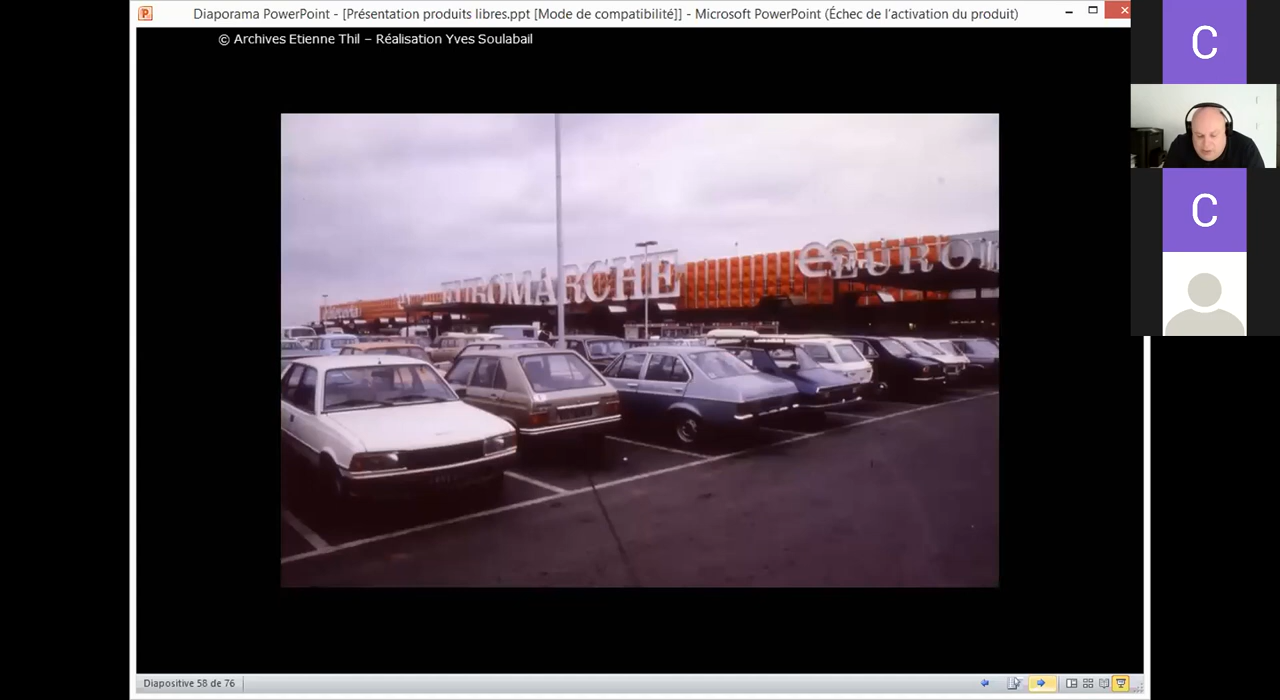 Diaporama PowerPoint - [Présentation produits libres.ppt [Mode de compatibilité]] - Microsoft PowerPoint (Échec de l'activation du produit)
© Archives Etienne Thil – Réalisation Yves Soulabail
C
C
EUROMARCHE
EURO
Diapositive 58 de 76